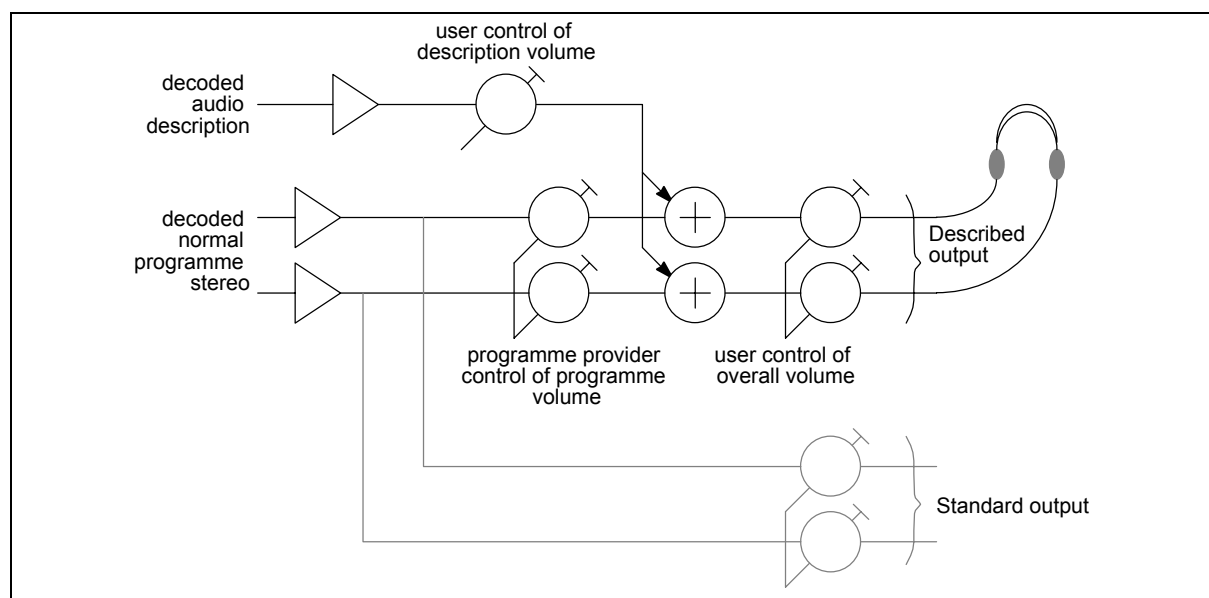 user control of
description volume
decoded
audio
description
decoded
normal
programme
stereo
Described
output
programme provider
control of programme
volume
user control of
overall volume
Standard output